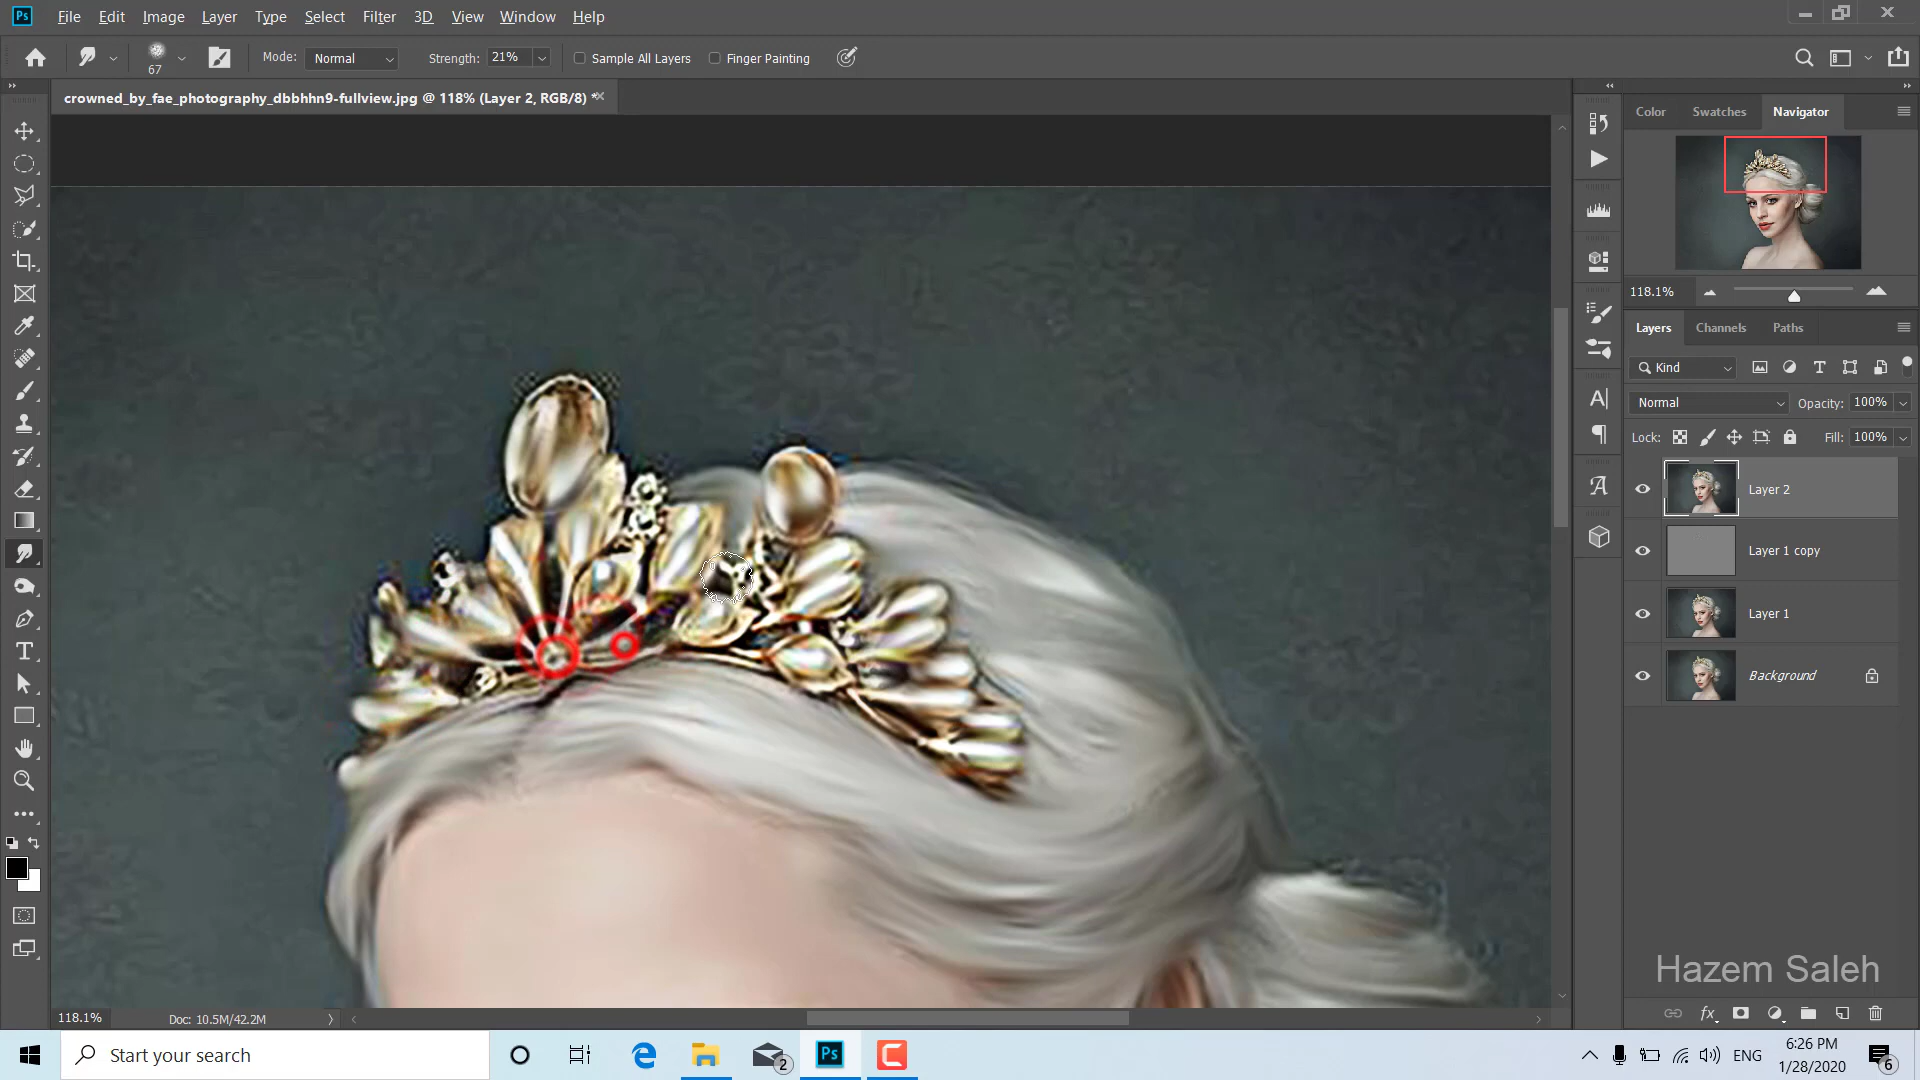 Ps File Edit Image Layer Type Select Filter 3D View Window Help
67 Mode: Normal Strength: 21% Sample All Layers Finger Painting
crowned_by_fae_photography_dbbhhn9-fullview.jpg @ 118% (Layer 2, RGB/8) *
Color Swatches Navigator
118.1%
Layers Channels Paths
Kind
Normal Opacity: 100%
Lock: Fill: 100%
Layer 2
Layer 1 copy
Layer 1
Background
Hazem Saleh
118.1% Doc: 10.5M/42.2M
Start your search 2 Ps ENG 6:26 PM
1/28/2020 6